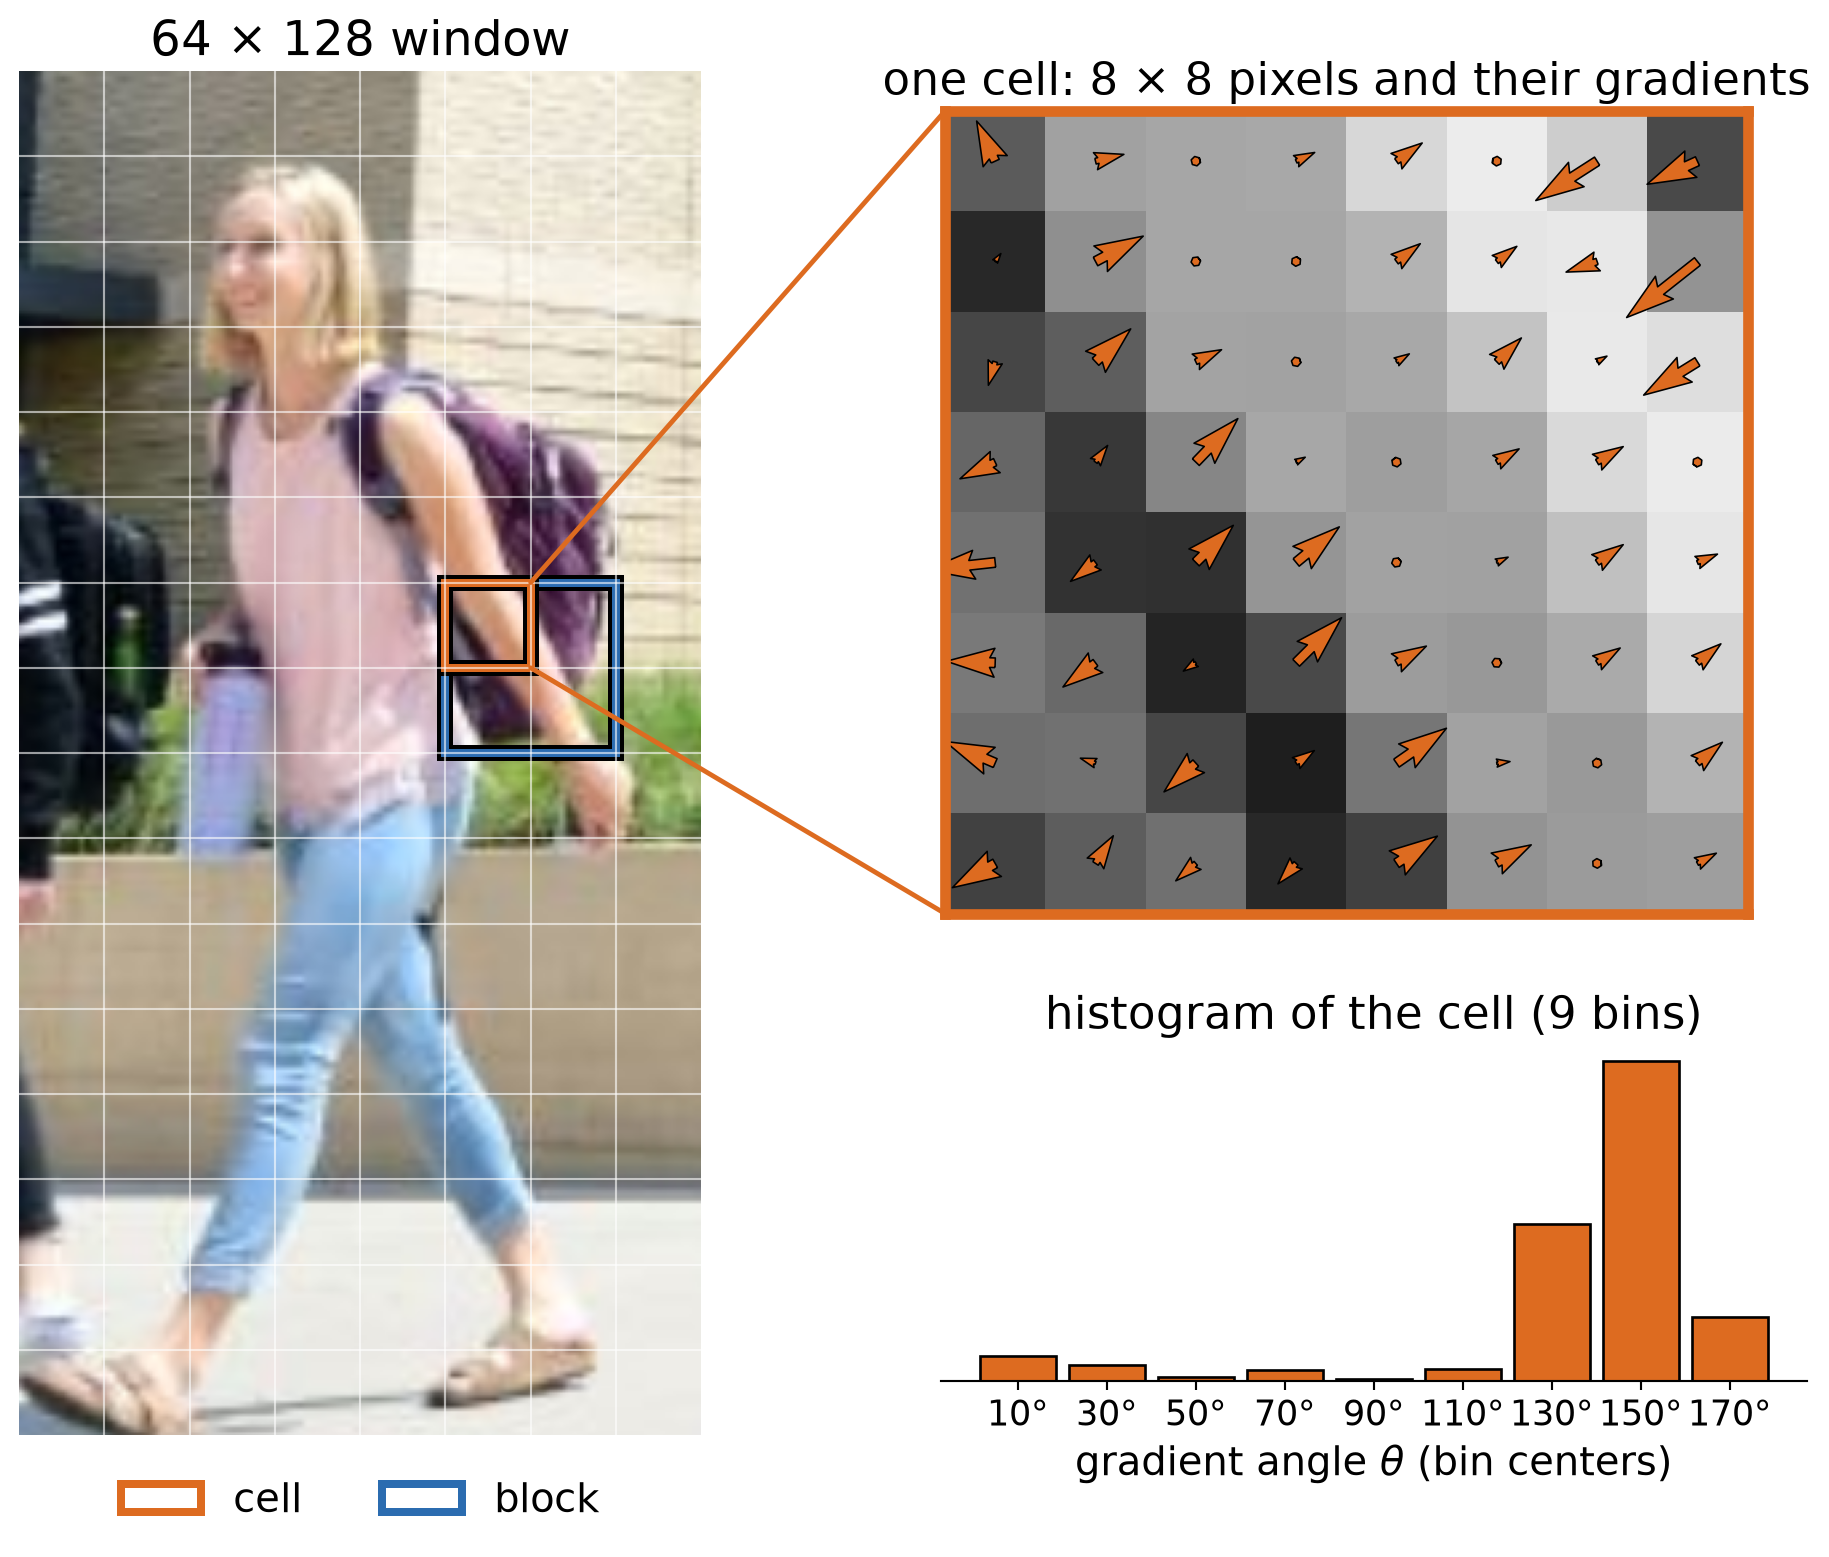 64 × 128 window
one cell: 8 × 8 pixels and their gradients
histogram of the cell (9 bins)
10° 30° 50° 70° 90° 110° 130° 150° 170°
gradient angle θ (bin centers)
cell block